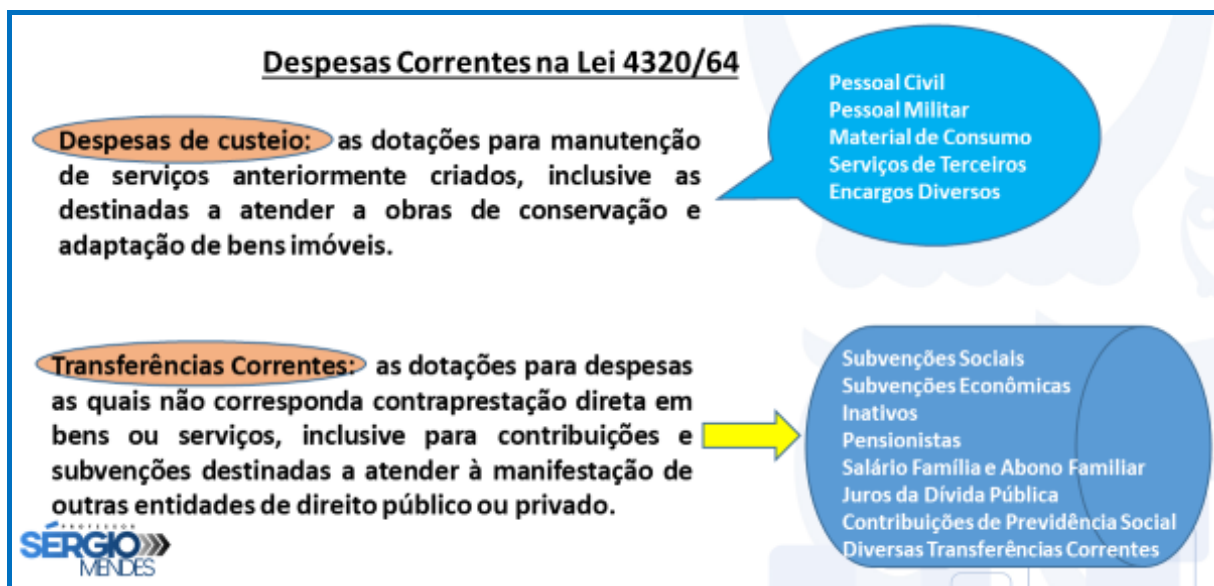 Despesas Correntes na Lei 4320/64
Despesas de custeio: as dotações para manutenção
de serviços anteriormente criados, inclusive as
destinadas a atender a obras de conservação e
adaptação de bens imóveis.
Pessoal Civil
Pessoal Militar
Material de Consumo
Serviços de Terceiros
Encargos Diversos
Transferências Correntes: as dotações para despesas
as quais não corresponda contraprestação direta em
bens ou serviços, inclusive para contribuições e
subvenções destinadas a atender à manifestação de
outras entidades de direito público ou privado.
Subvenções Sociais
Subvenções Econômicas
Inativos
Pensionistas
Salário Família e Abono Familiar
Juros da Dívida Pública
Contribuições de Previdência Social
Diversas Transferências Correntes
PROFESSOR
SÉRGIO
MENDES